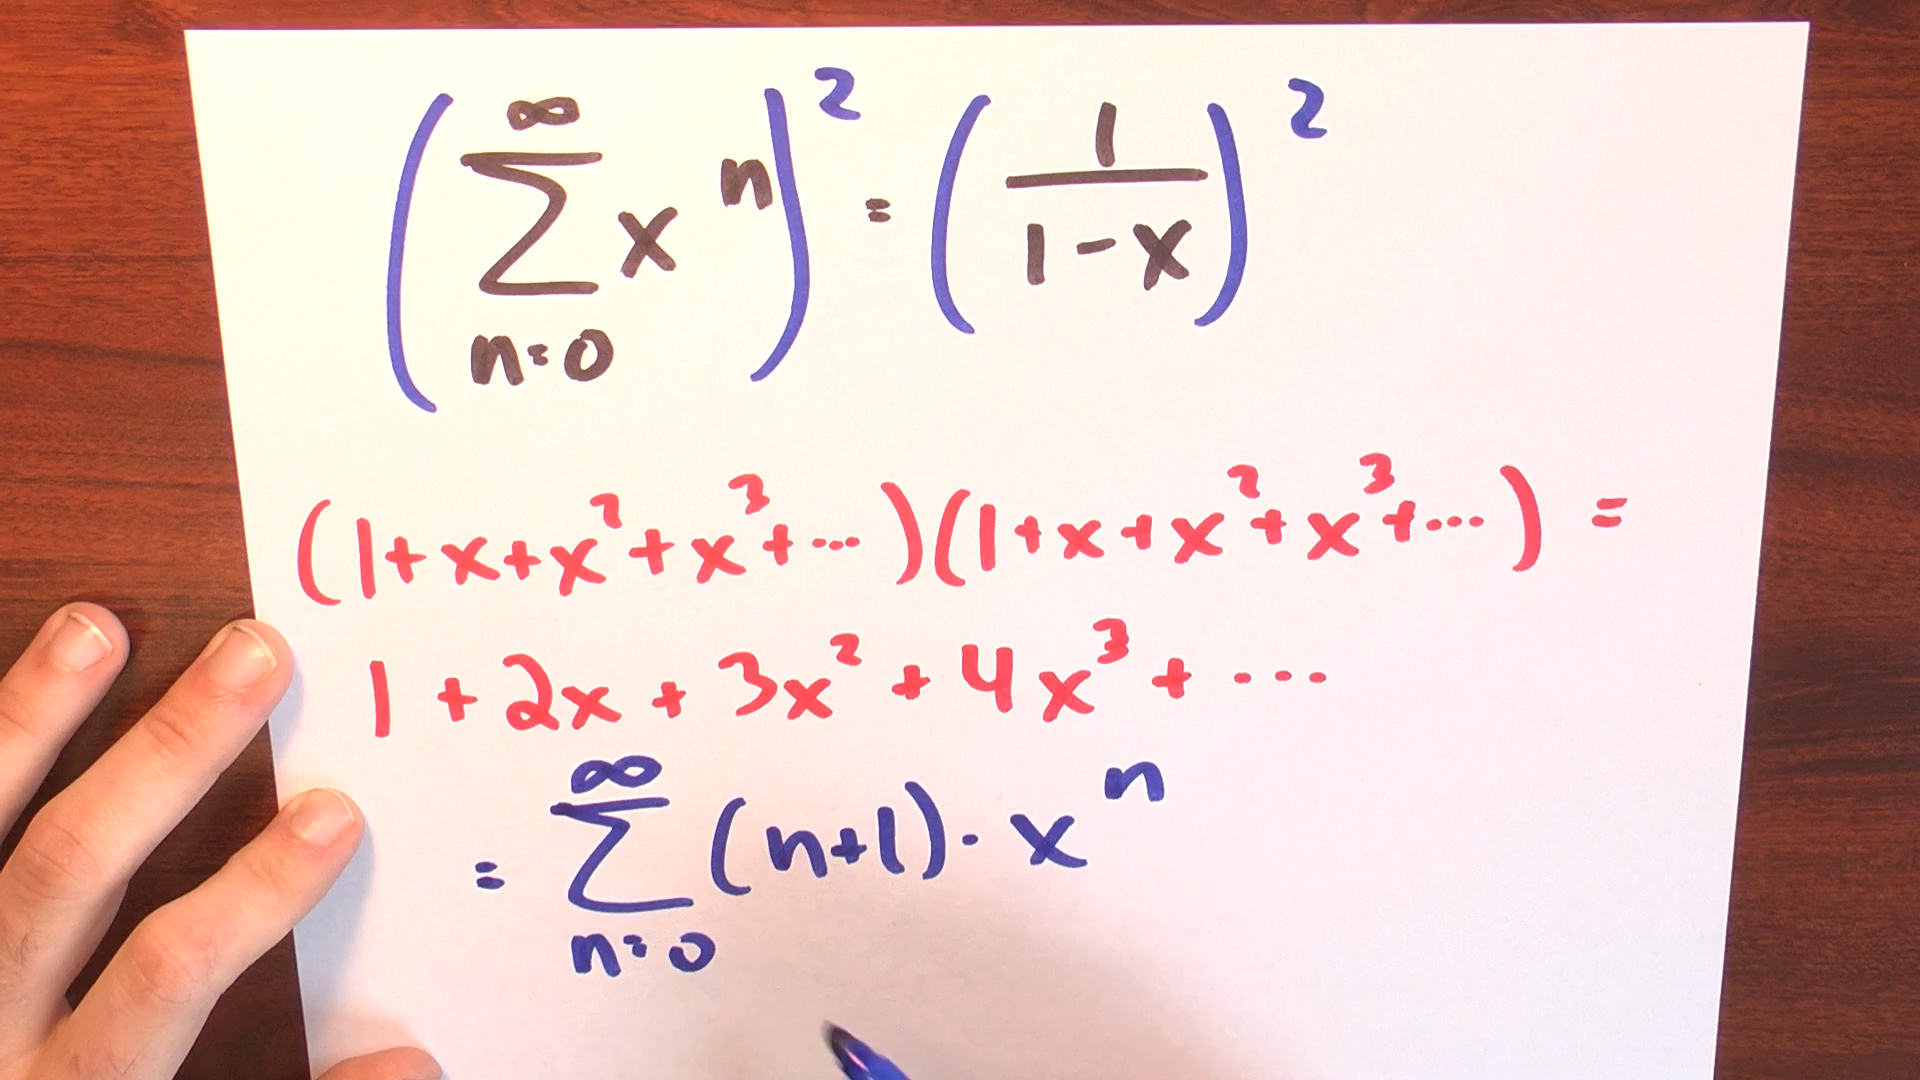 (∑_{n=0}^{∞} x^n)^2 = (1/(1-x))^2
(1+x+x^2+x^3+...)(1+x+x^2+x^3+...) =
1+2x+3x^2+4x^3+...
= ∑_{n=0}^{∞} (n+1)·x^n